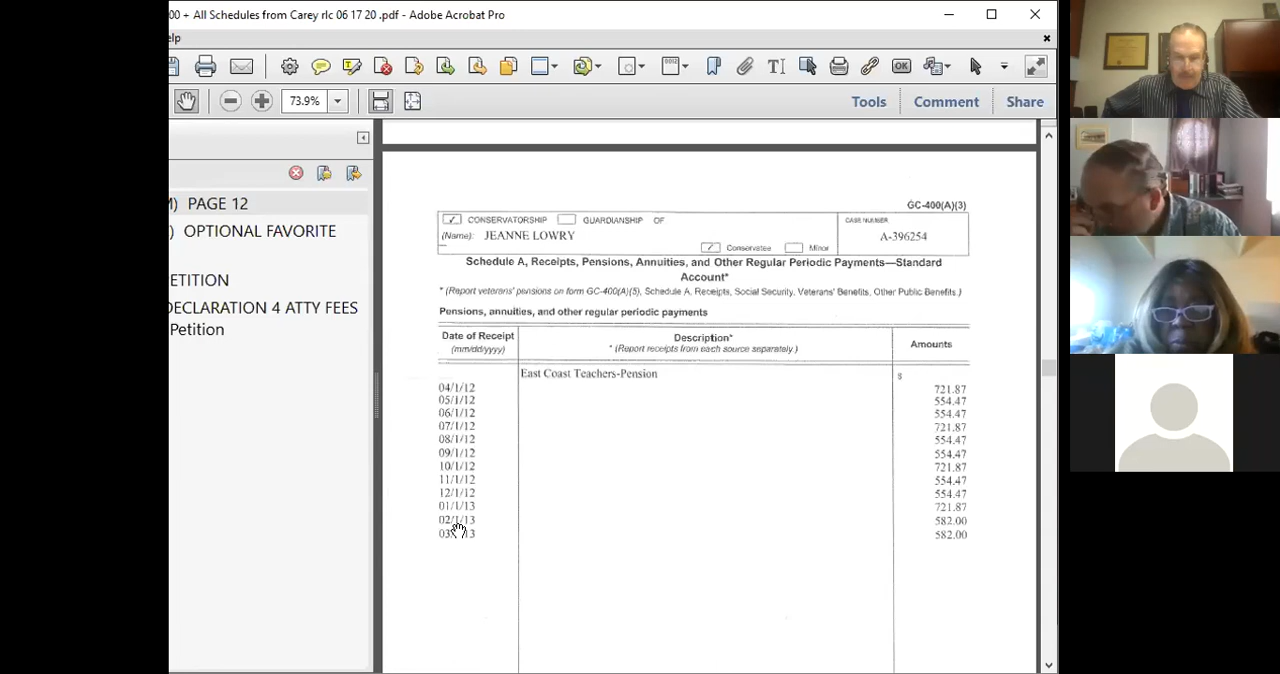 00 + All Schedules from Carey rlc 06 17 20 .pdf - Adobe Acrobat Pro
elp
73.9%
Tools
Comment
Share
M) PAGE 12
) OPTIONAL FAVORITE
ETITION
DECLARATION 4 ATTY FEES
Petition
GC-400(A)(3)
CONSERVATORSHIP GUARDIANSHIP OF
CASE NUMBER
(Name): JEANNE LOWRY
A-396254
Conservatee Minor
Schedule A, Receipts, Pensions, Annuities, and Other Regular Periodic Payments—Standard
Account*
* (Report veterans' pensions on form GC-400(A)(5), Schedule A, Receipts, Social Security, Veterans' Benefits, Other Public Benefits.)
Pensions, annuities, and other regular periodic payments
Date of Receipt
(mm/dd/yyyy)
Description*
* (Report receipts from each source separately.)
Amounts
East Coast Teachers-Pension $
04/1/12 721.87
05/1/12 554.47
06/1/12 554.47
07/1/12 721.87
08/1/12 554.47
09/1/12 554.47
10/1/12 721.87
11/1/12 554.47
12/1/12 554.47
01/1/13 721.87
02/1/13 582.00
03 13 582.00